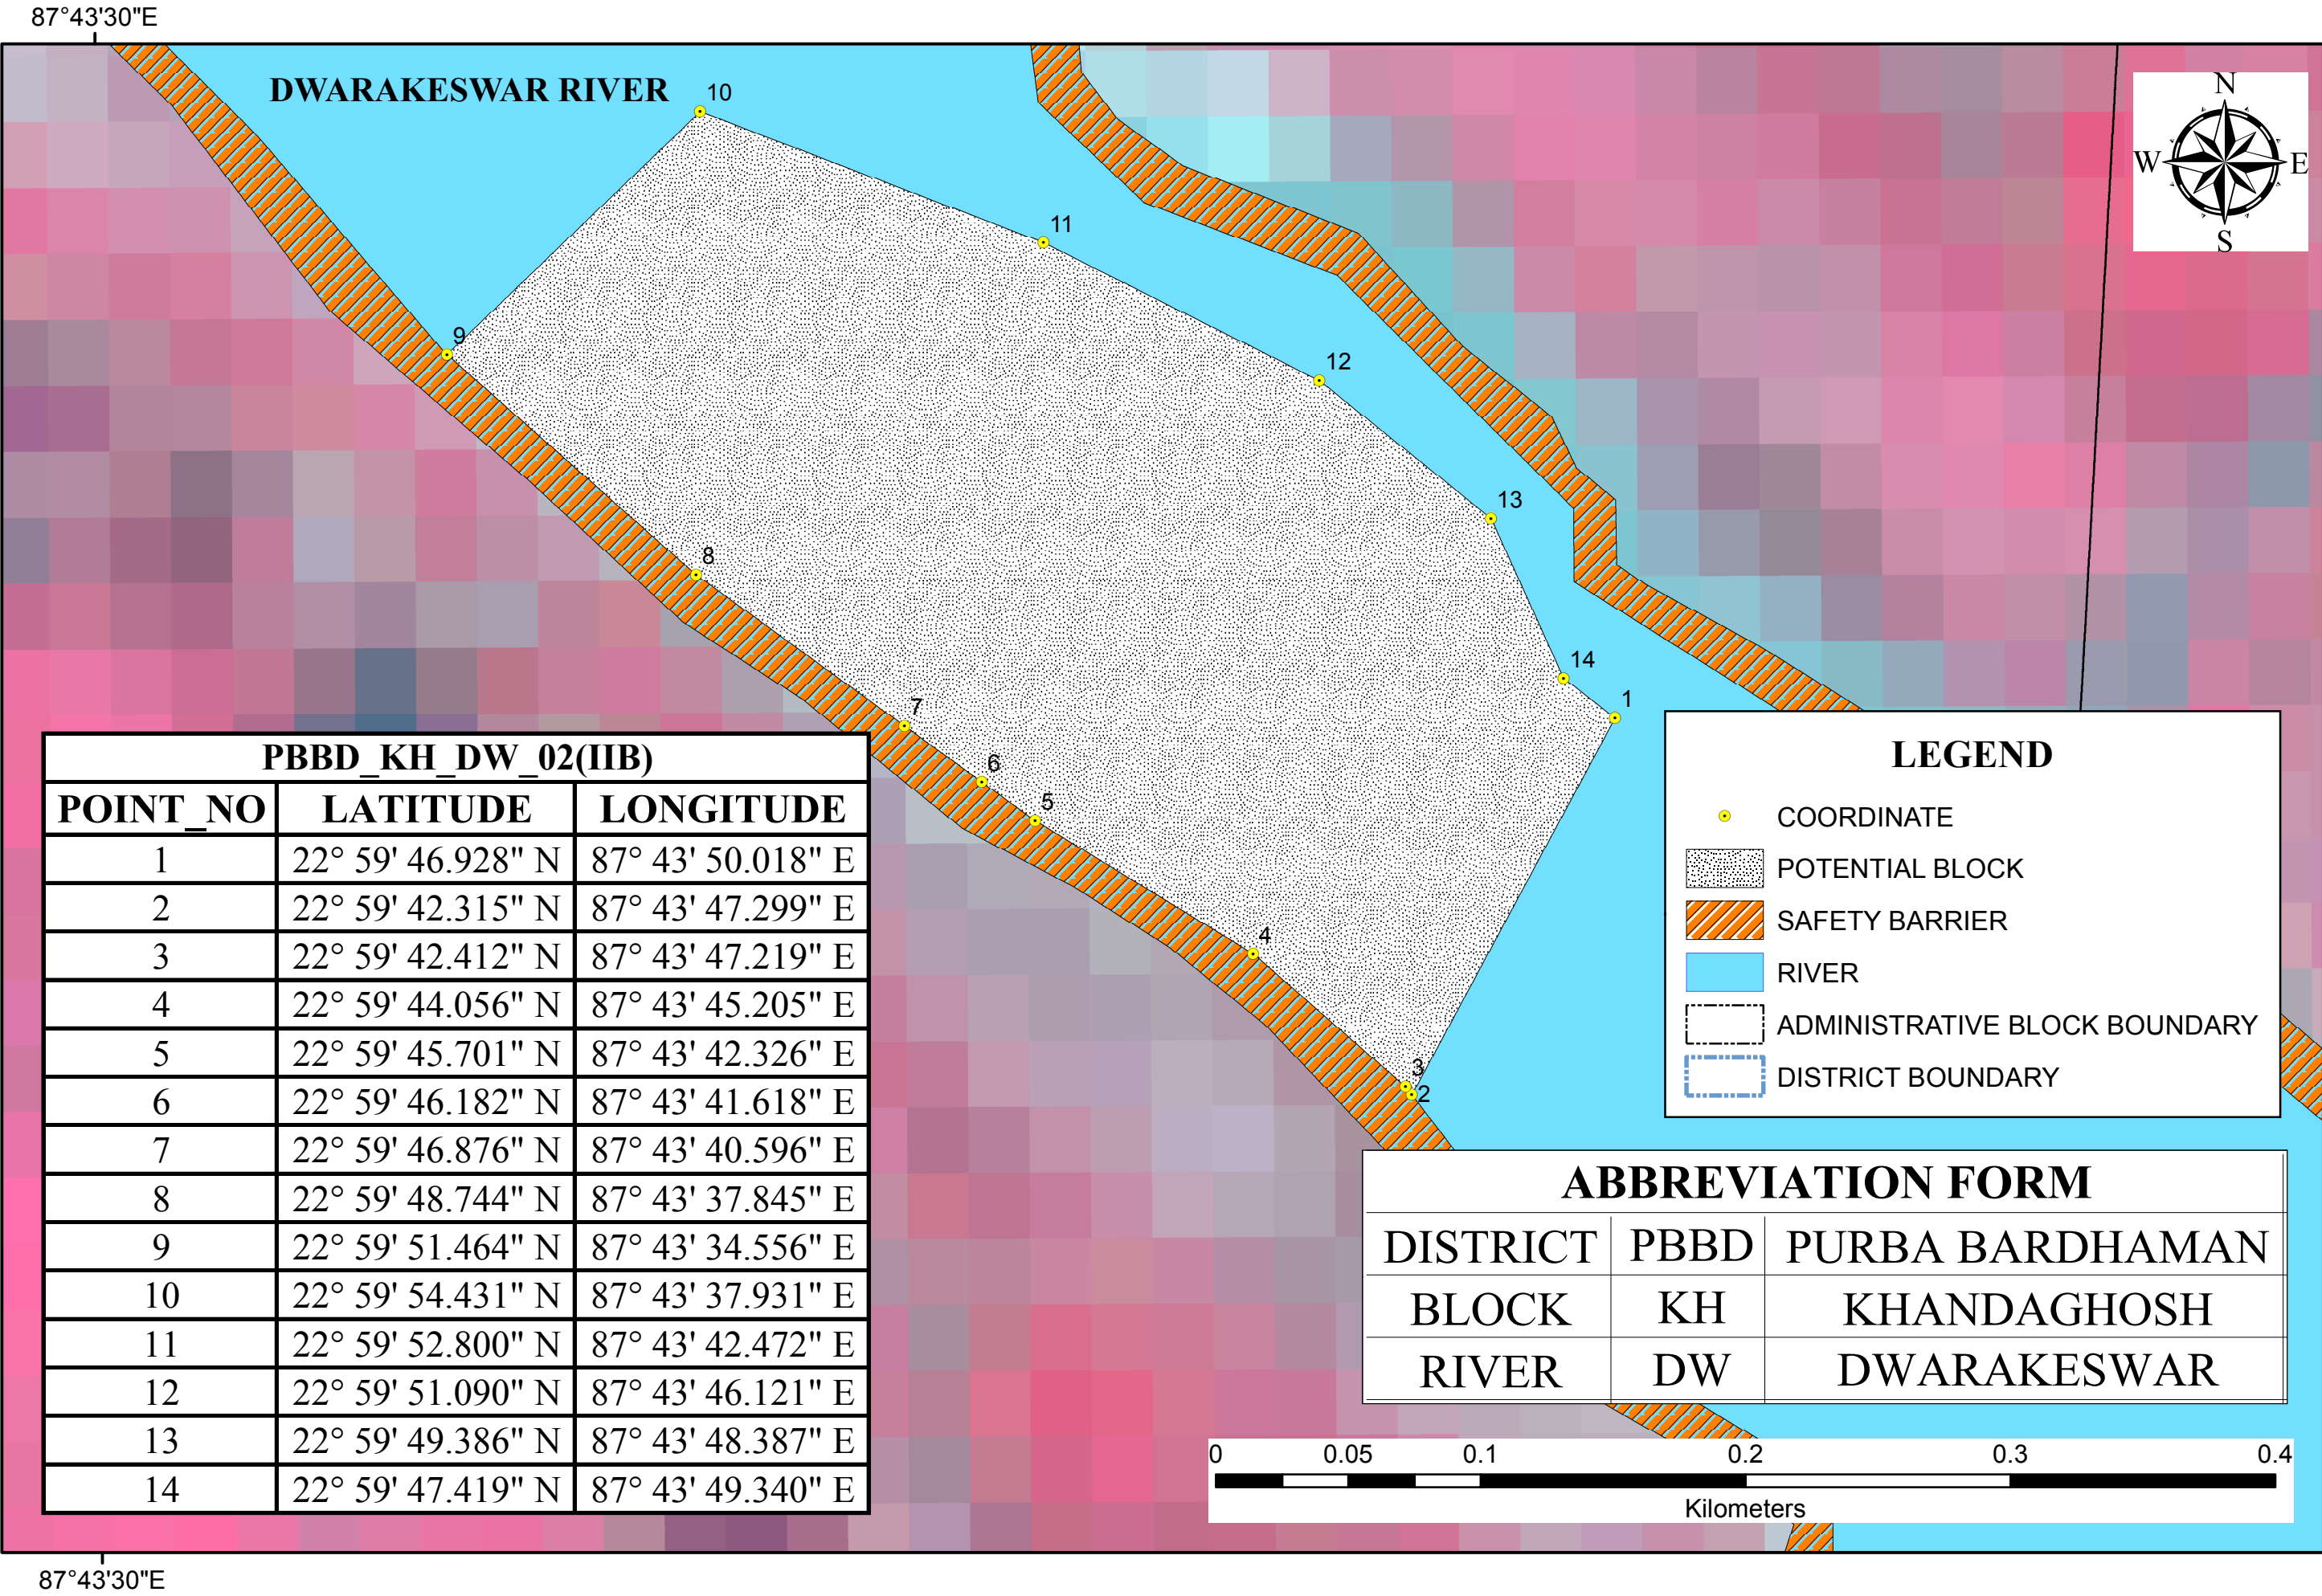 87°43'30"E
DWARAKESWAR RIVER
N
W E
S
10
11
9
12
13
8
14
1
7
6
5
4
3
2
PBBD_KH_DW_02(IIB)
POINT_NO LATITUDE LONGITUDE
1 22° 59' 46.928" N 87° 43' 50.018" E
2 22° 59' 42.315" N 87° 43' 47.299" E
3 22° 59' 42.412" N 87° 43' 47.219" E
4 22° 59' 44.056" N 87° 43' 45.205" E
5 22° 59' 45.701" N 87° 43' 42.326" E
6 22° 59' 46.182" N 87° 43' 41.618" E
7 22° 59' 46.876" N 87° 43' 40.596" E
8 22° 59' 48.744" N 87° 43' 37.845" E
9 22° 59' 51.464" N 87° 43' 34.556" E
10 22° 59' 54.431" N 87° 43' 37.931" E
11 22° 59' 52.800" N 87° 43' 42.472" E
12 22° 59' 51.090" N 87° 43' 46.121" E
13 22° 59' 49.386" N 87° 43' 48.387" E
14 22° 59' 47.419" N 87° 43' 49.340" E
LEGEND
COORDINATE
POTENTIAL BLOCK
SAFETY BARRIER
RIVER
ADMINISTRATIVE BLOCK BOUNDARY
DISTRICT BOUNDARY
ABBREVIATION FORM
DISTRICT PBBD PURBA BARDHAMAN
BLOCK KH KHANDAGHOSH
RIVER DW DWARAKESWAR
0 0.05 0.1 0.2 0.3 0.4
Kilometers
87°43'30"E